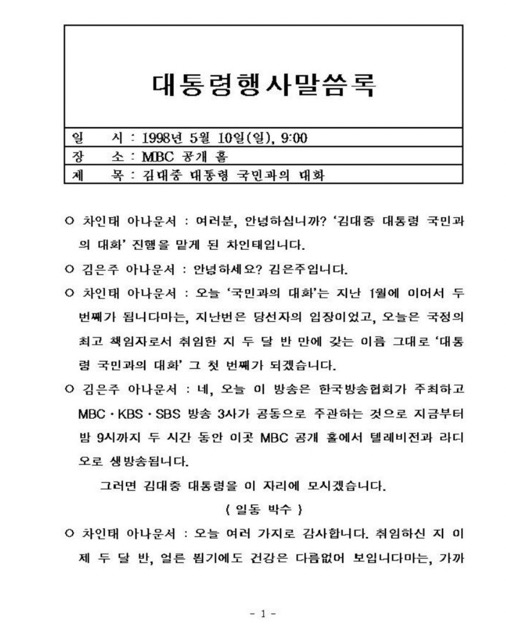 대통령행사말씀록
일 시 : 1998년 5월 10일(일), 9:00
장 소 : MBC 공개 홀
제 목 : 김대중 대통령 국민과의 대화
○ 차인태 아나운서 : 여러분, 안녕하십니까? ‘김대중 대통령 국민과
의 대화’ 진행을 맡게 된 차인태입니다.
○ 김은주 아나운서 : 안녕하세요? 김은주입니다.
○ 차인태 아나운서 : 오늘 ‘국민과의 대화’는 지난 1월에 이어서 두
번째가 됩니다마는, 지난번은 당선자의 입장이었고, 오늘은 국정의
최고 책임자로서 취임한 지 두 달 반 만에 갖는 이름 그대로 ‘대통
령 국민과의 대화’ 그 첫 번째가 되겠습니다.
○ 김은주 아나운서 : 네, 오늘 이 방송은 한국방송협회가 주최하고
MBC·KBS·SBS 방송 3사가 공동으로 주관하는 것으로 지금부터
밤 9시까지 두 시간 동안 이곳 MBC 공개 홀에서 텔레비전과 라디
오로 생방송됩니다.
그러면 김대중 대통령을 이 자리에 모시겠습니다.
( 일동 박수 )
○ 차인태 아나운서 : 오늘 여러 가지로 감사합니다. 취임하신 지 이
제 두 달 반, 얼른 뵙기에도 건강은 다름없어 보입니다마는, 가까
- 1 -